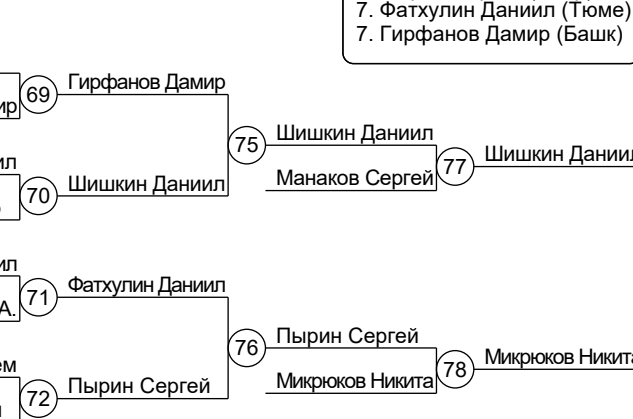 7. Фатхулин Даниил (Тюме)
7. Гирфанов Дамир (Башк)
69 Гирфанов Дамир
75 Шишкин Даниил
77 Шишкин Даниил
Манаков Сергей
70 Шишкин Даниил
71 Фатхулин Даниил
А.
76 Пырин Сергей
78 Микрюков Никита
Микрюков Никита
72 Пырин Сергей